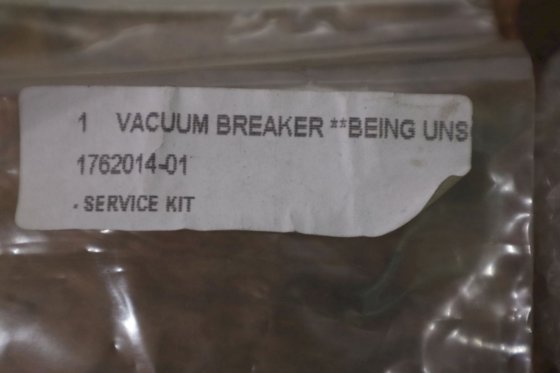 1 VACUUM BREAKER **BEING UNS
1762014-01
- SERVICE KIT